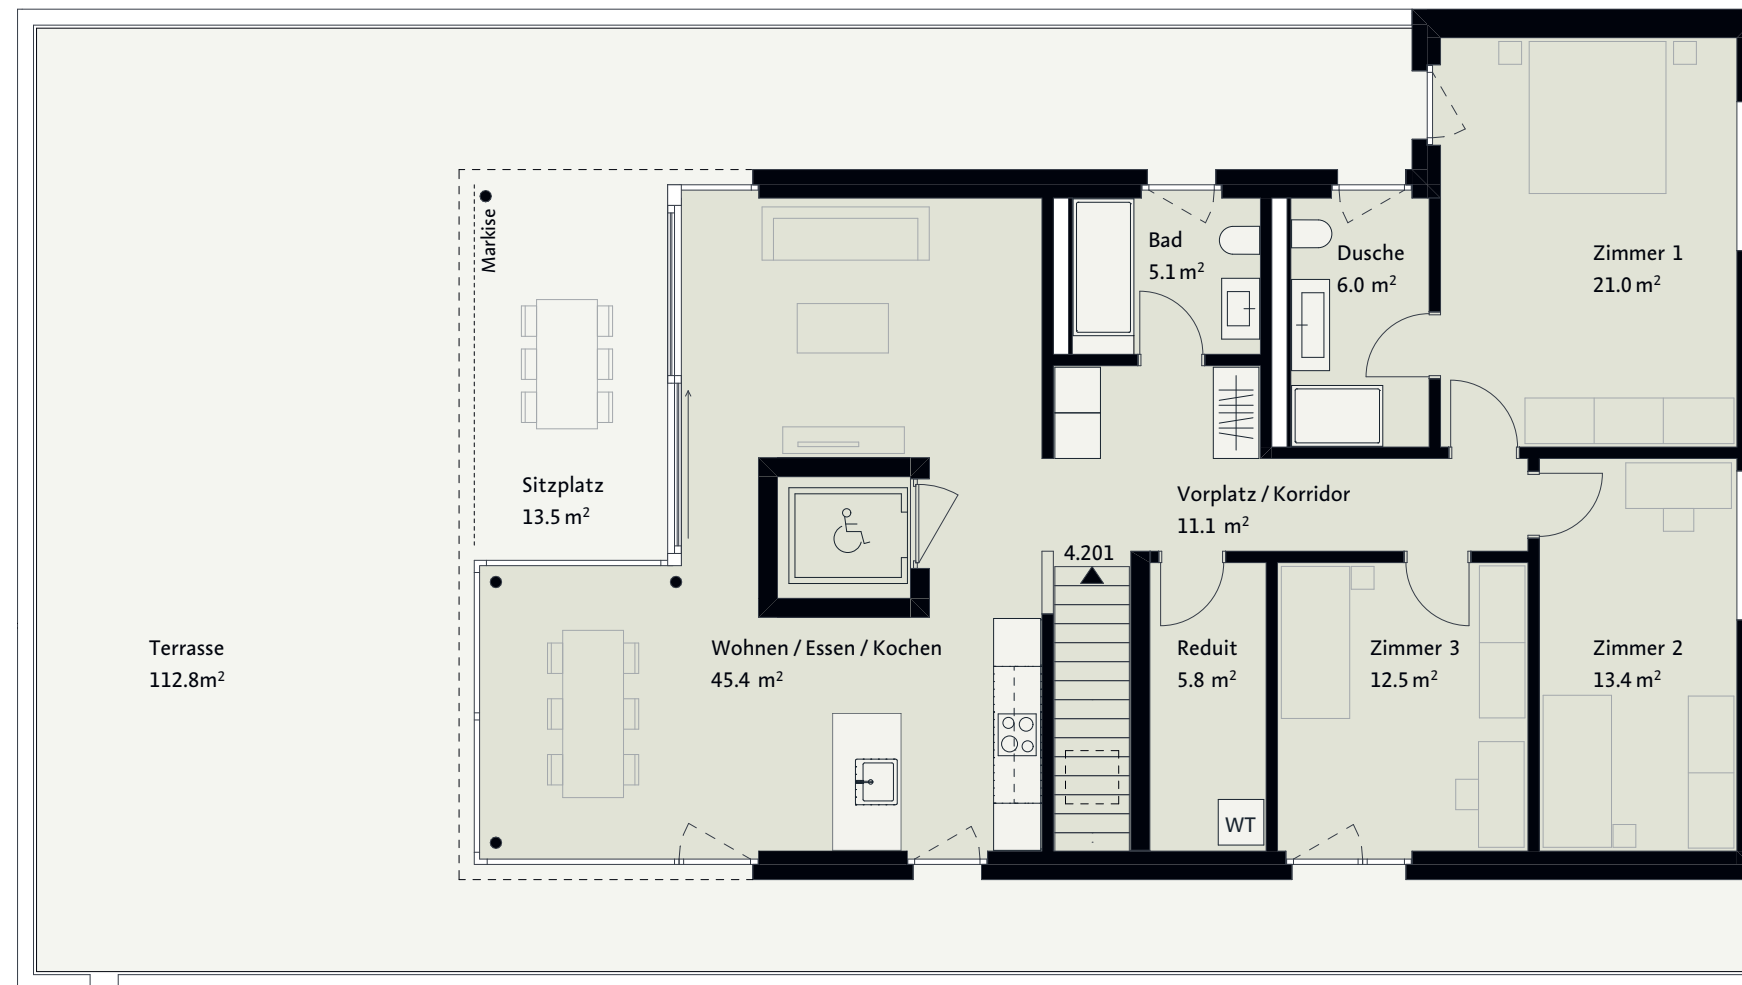 Markise
Bad
5.1 m²
Dusche
6.0 m²
Zimmer 1
21.0 m²
Sitzplatz
13.5 m²
Vorplatz / Korridor
11.1 m²
4.201
Terrasse
112.8m²
Wohnen / Essen / Kochen
45.4 m²
Reduit
5.8 m²
Zimmer 3
12.5 m²
Zimmer 2
13.4 m²
WT